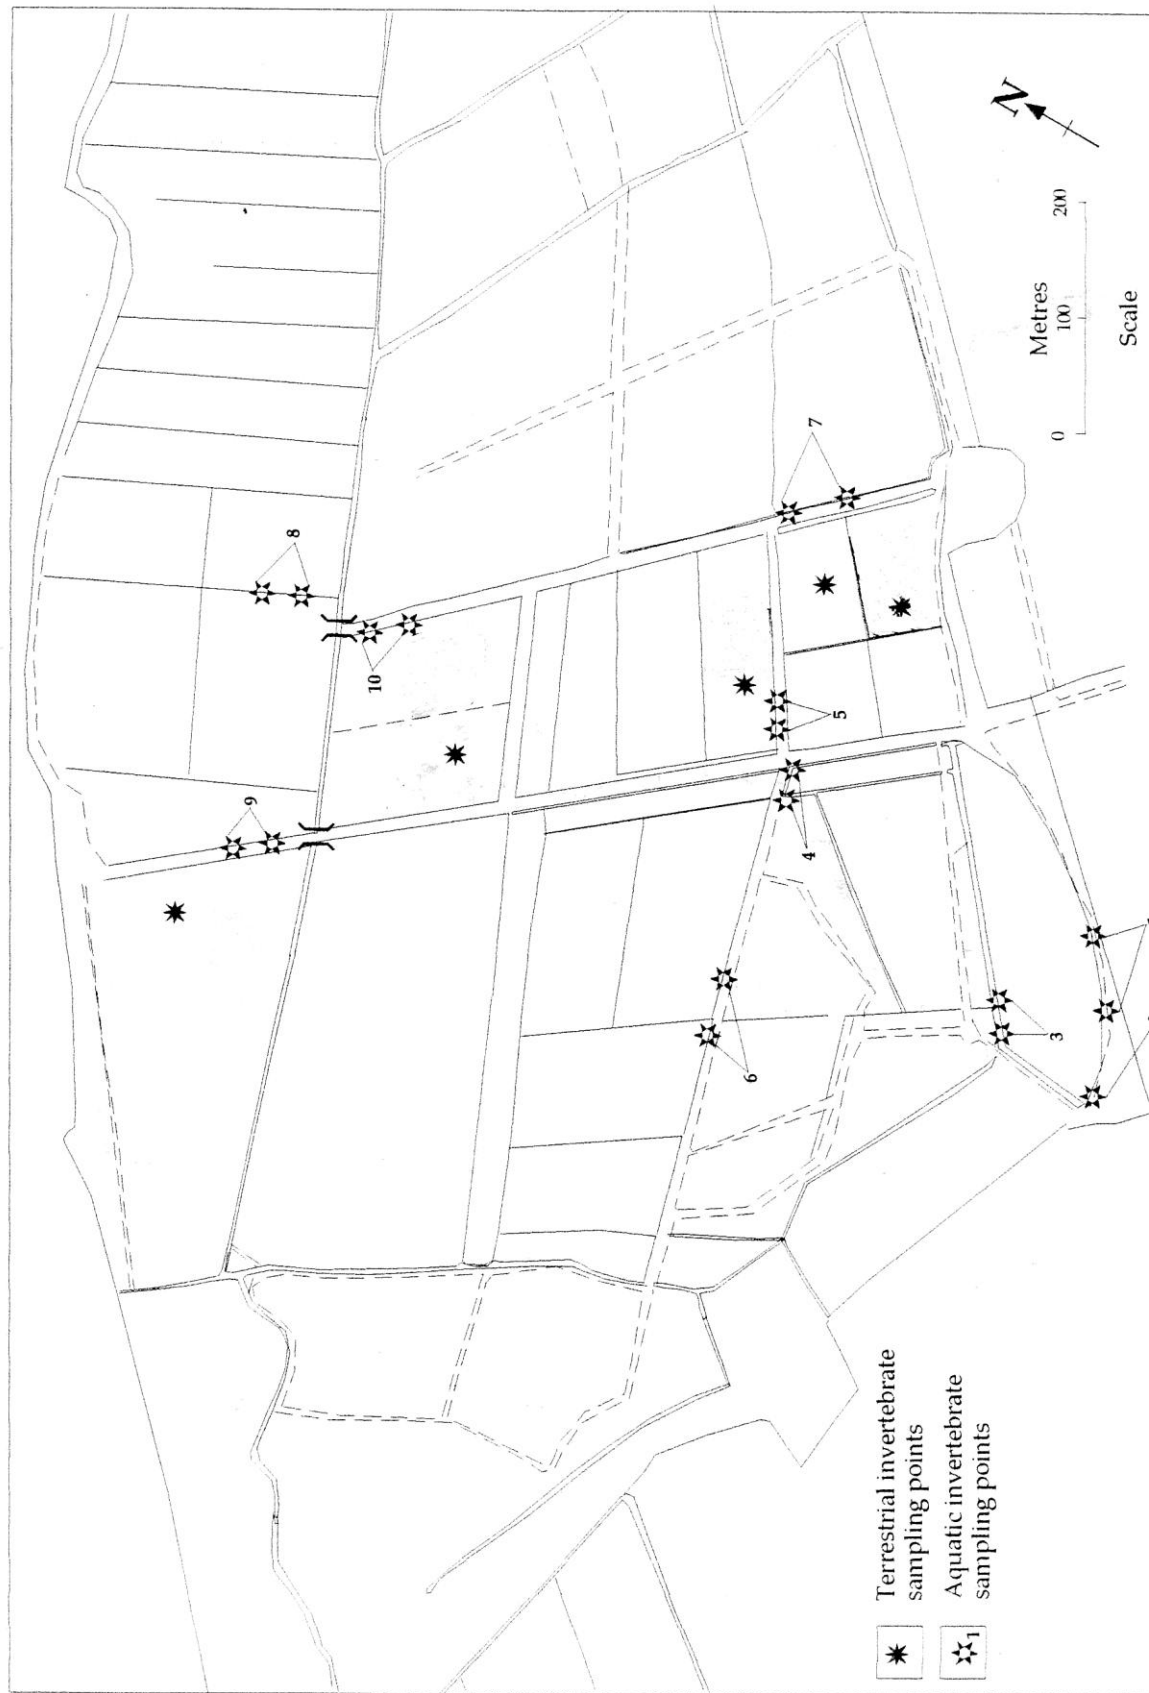 N
Metres
0 100 200
Scale
8
9
10
7
5
4
6
3
Terrestrial invertebrate
sampling points
1
Aquatic invertebrate
sampling points